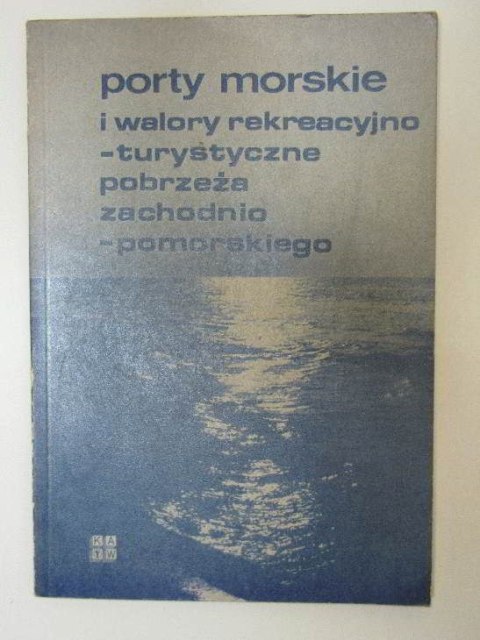 porty morskie
i walory rekreacyjno
-turystyczne
pobrzeża
zachodnio
-pomorskiego
K A
T W